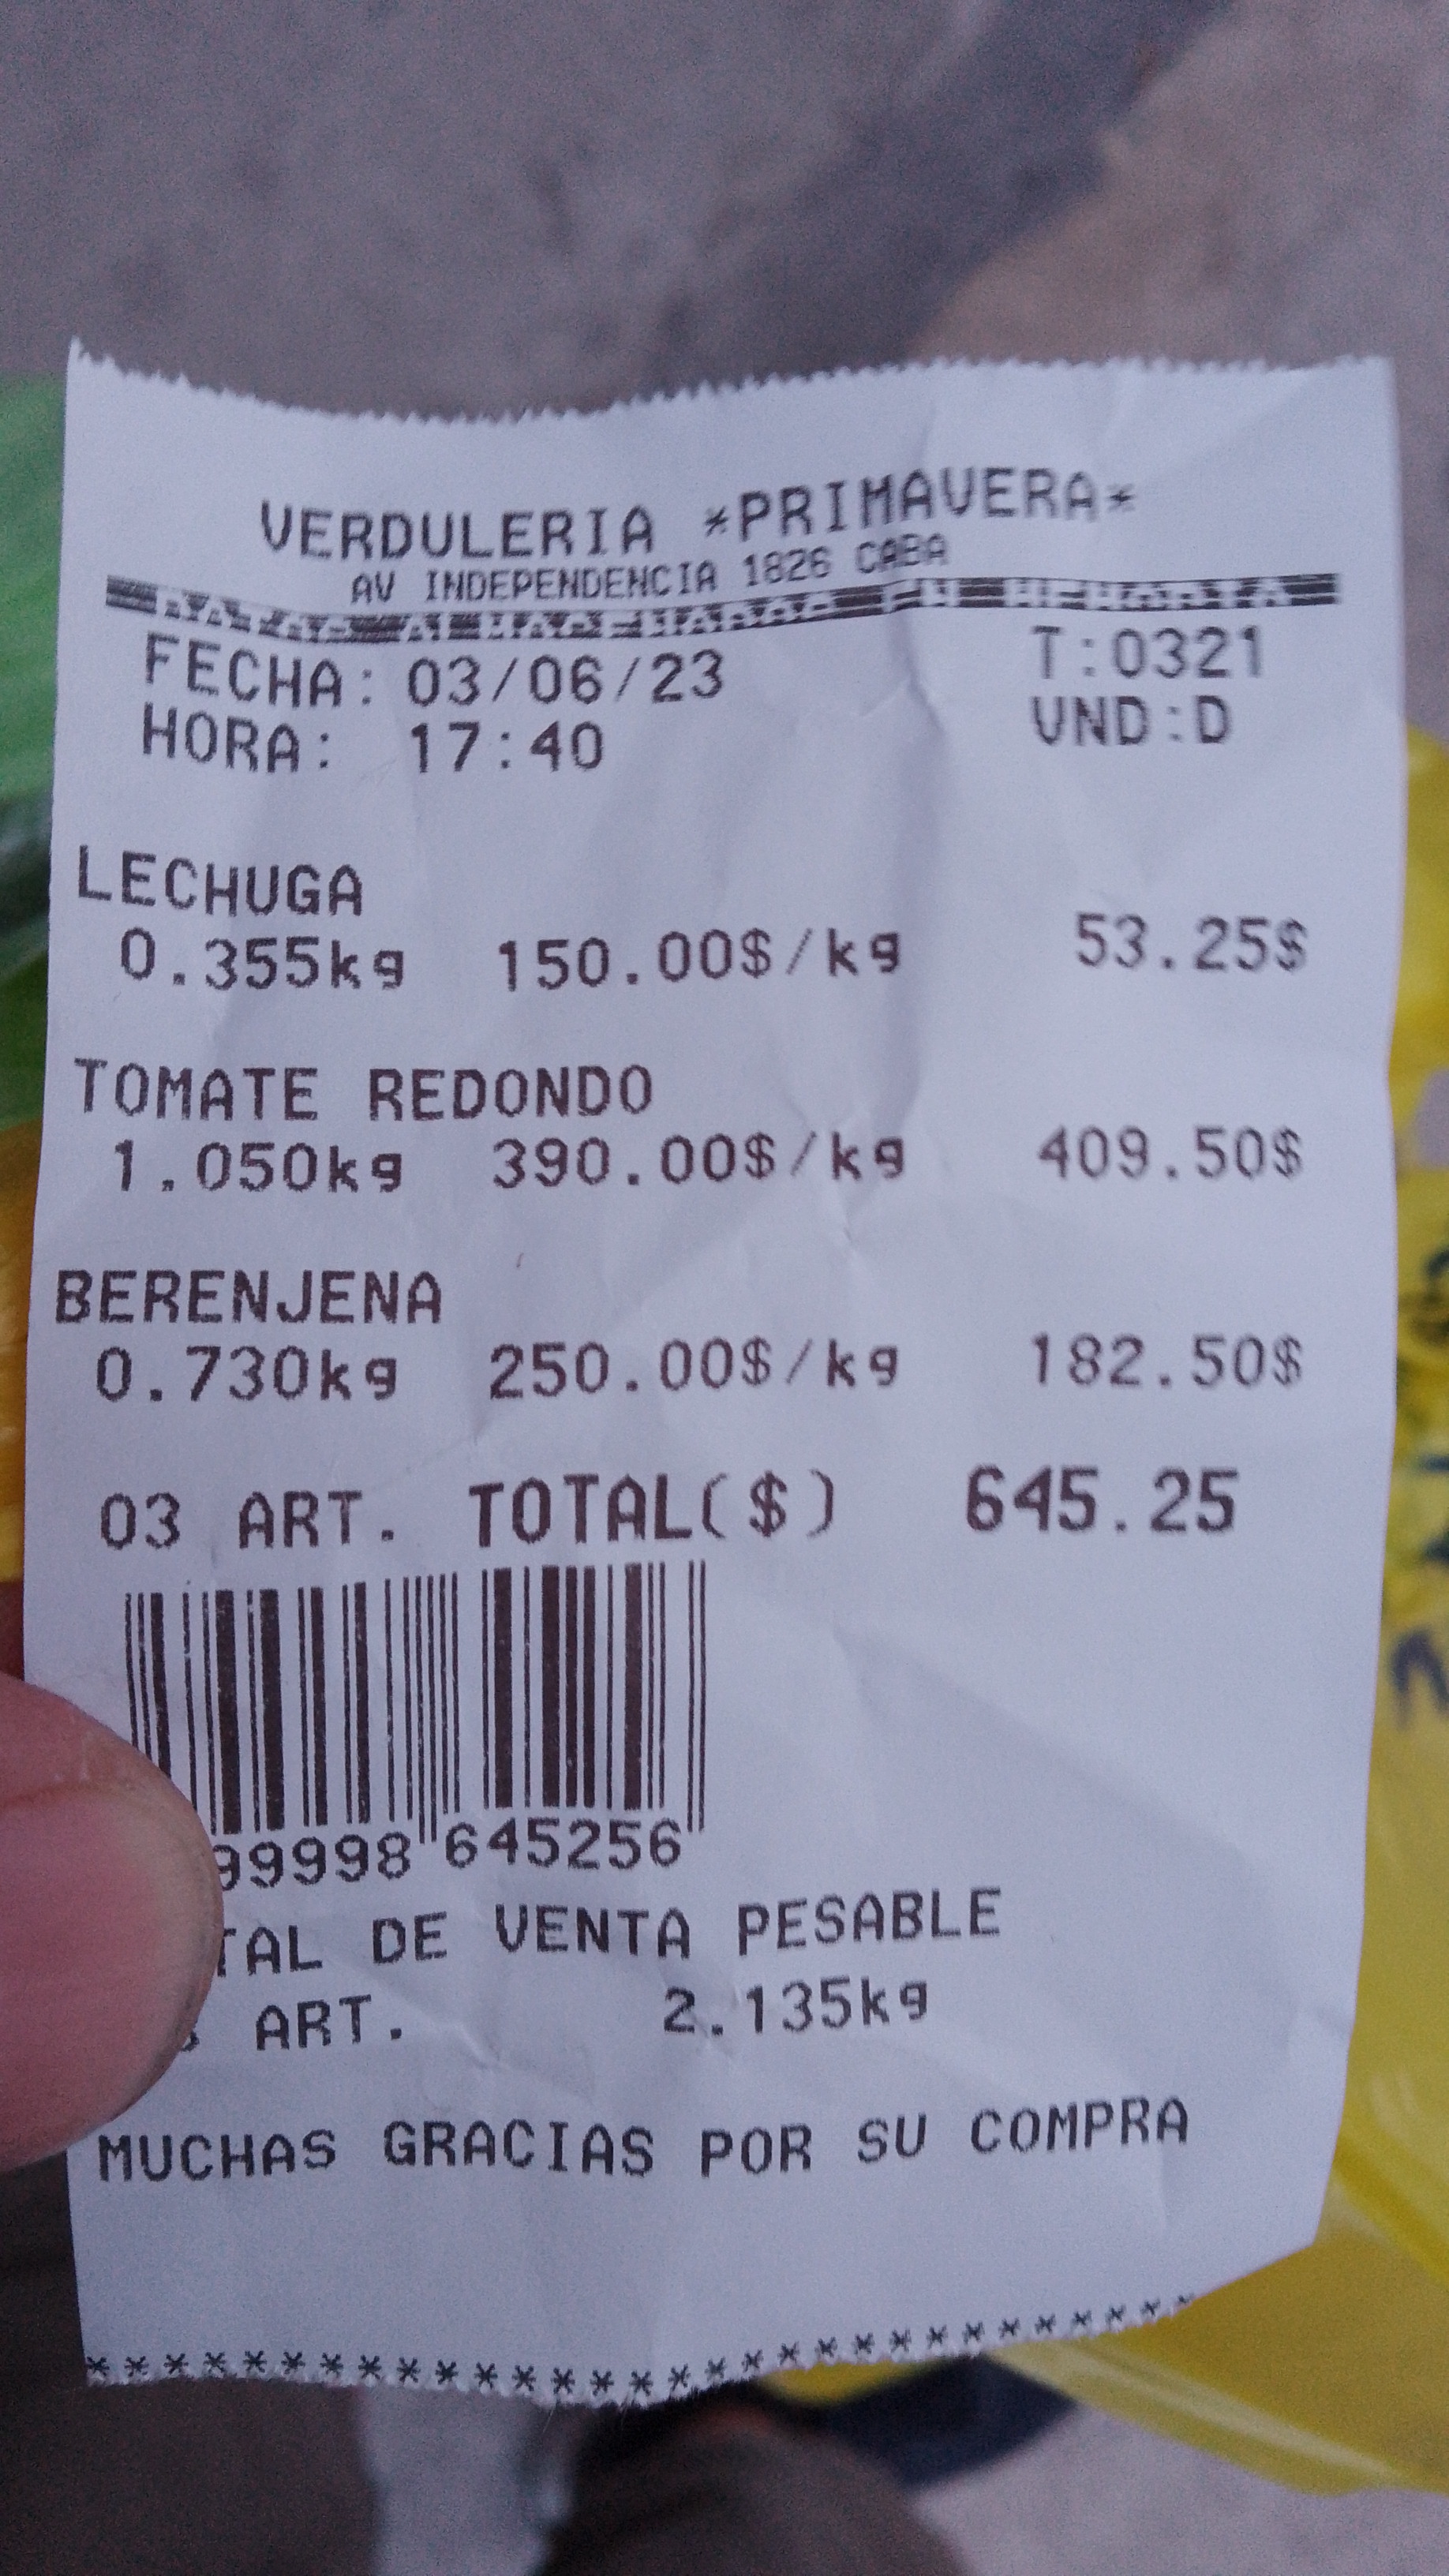 VERDULERIA *PRIMAVERA*
AV INDEPENDENCIA 1826 CABA
FECHA: 03/06/23 T:0321
HORA: 17:40 VND:D
LECHUGA
0.355kg 150.00$/kg 53.25$
TOMATE REDONDO
1.050kg 390.00$/kg 409.50$
BERENJENA
0.730kg 250.00$/kg 182.50$
03 ART. TOTAL($) 645.25
99998 645256
TAL DE VENTA PESABLE
ART. 2.135kg
MUCHAS GRACIAS POR SU COMPRA
*****************************